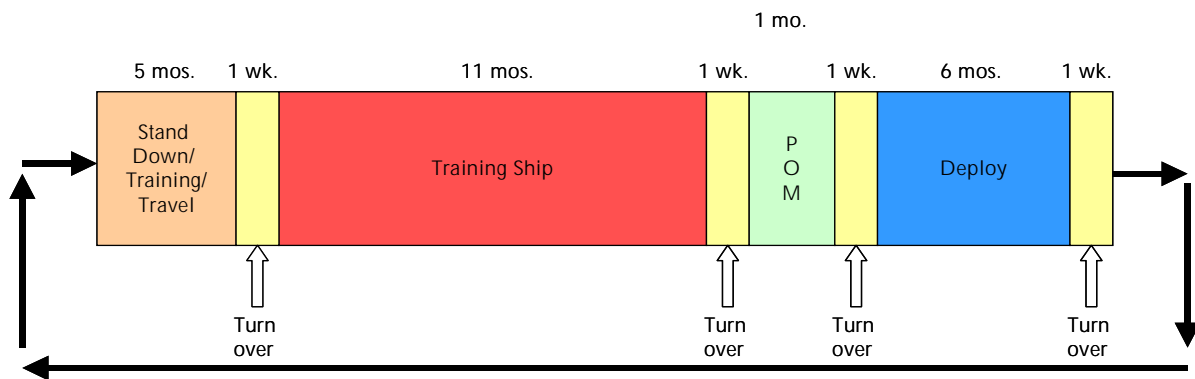 1 mo.
5 mos. 1 wk. 11 mos. 1 wk. 1 wk. 6 mos. 1 wk.
Stand
Down/
Training/
Travel
Training Ship
P
O
M
Deploy
Turn
over
Turn
over
Turn
over
Turn
over